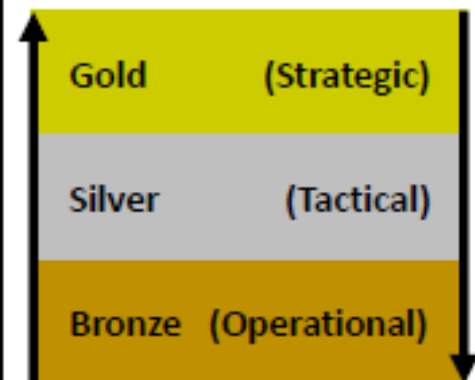 Gold (Strategic)
Silver (Tactical)
Bronze (Operational)